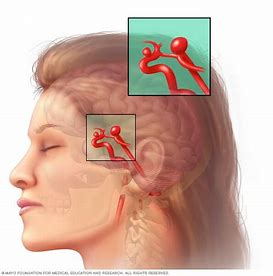 © MAYO FOUNDATION FOR MEDICAL EDUCATION AND RESEARCH. ALL RIGHTS RESERVED.